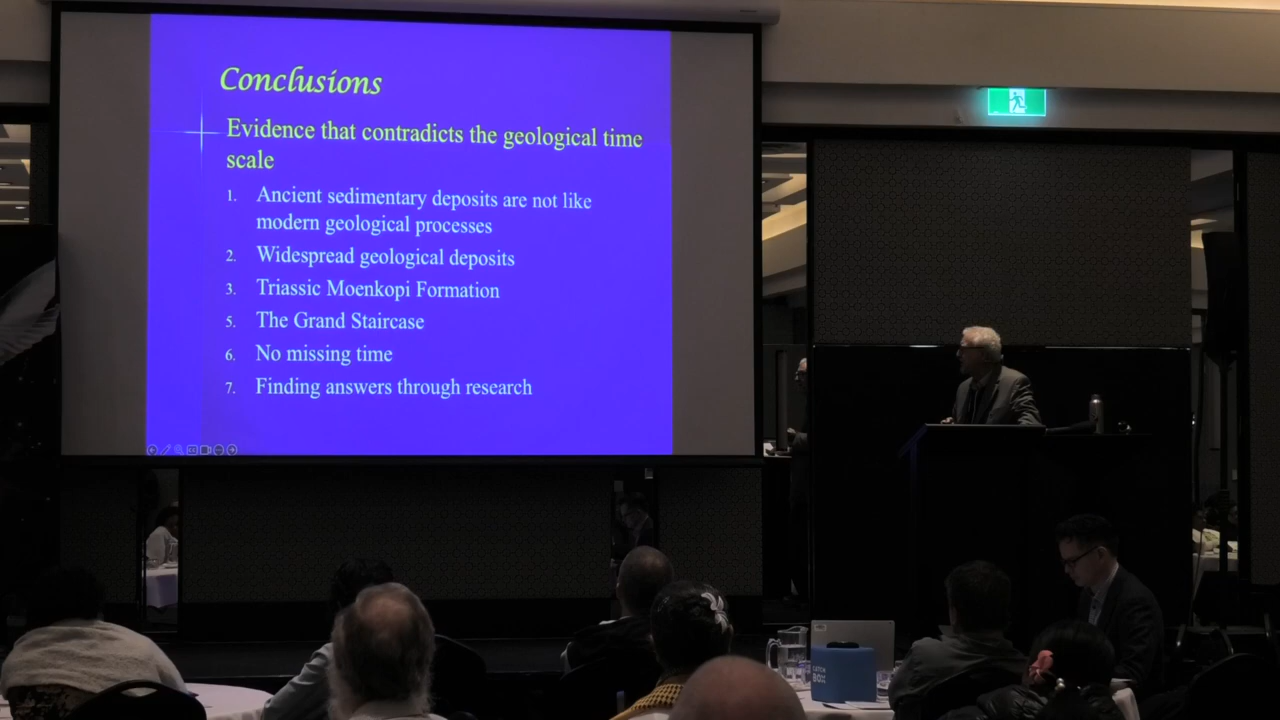 Conclusions
Evidence that contradicts the geological time
scale
1. Ancient sedimentary deposits are not like
modern geological processes
2. Widespread geological deposits
3. Triassic Moenkopi Formation
5. The Grand Staircase
6. No missing time
7. Finding answers through research
CATCH
BOX